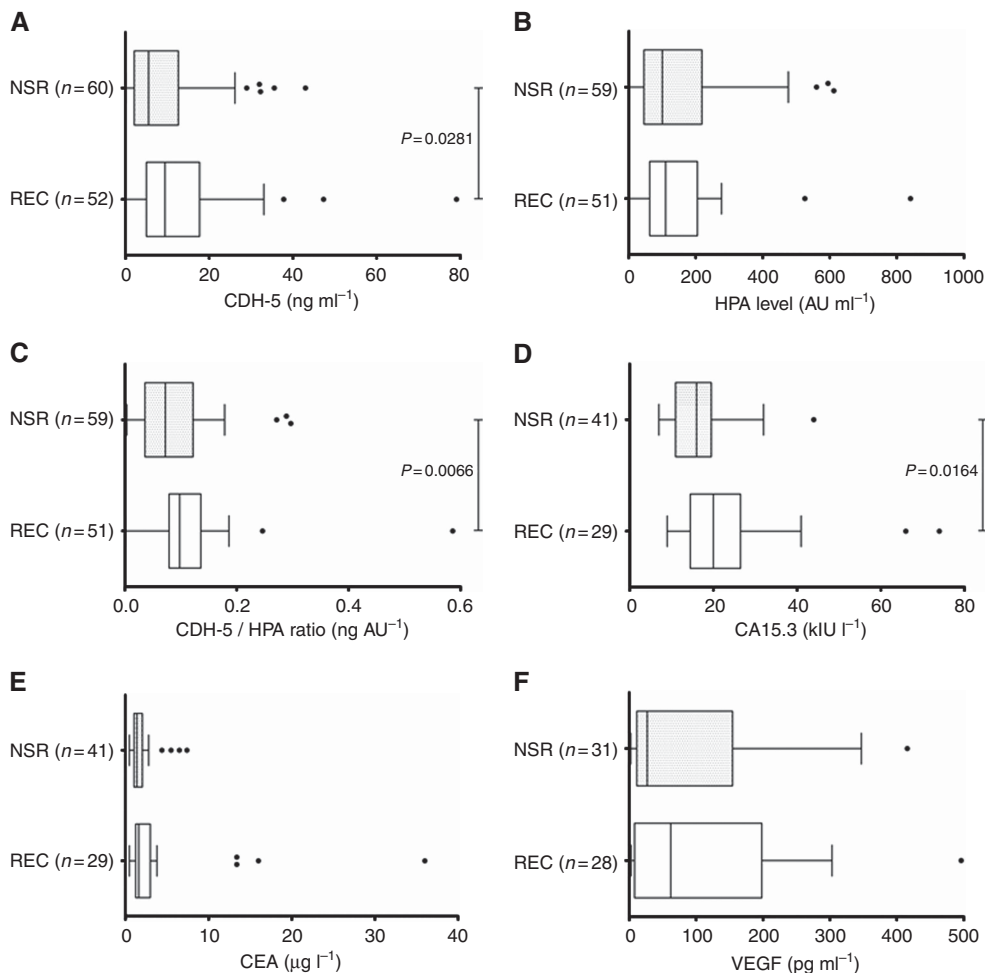 A
NSR (n=60)
REC (n=52)
P=0.0281
0 20 40 60 80
CDH-5 (ng ml⁻¹)
B
NSR (n=59)
REC (n=51)
0 200 400 600 800 1000
HPA level (AU ml⁻¹)
C
NSR (n=59)
REC (n=51)
P=0.0066
0.0 0.2 0.4 0.6
CDH-5 / HPA ratio (ng AU⁻¹)
D
NSR (n=41)
REC (n=29)
P=0.0164
0 20 40 60 80
CA15.3 (kIU l⁻¹)
E
NSR (n=41)
REC (n=29)
0 10 20 30 40
CEA (μg l⁻¹)
F
NSR (n=31)
REC (n=28)
0 100 200 300 400 500
VEGF (pg ml⁻¹)